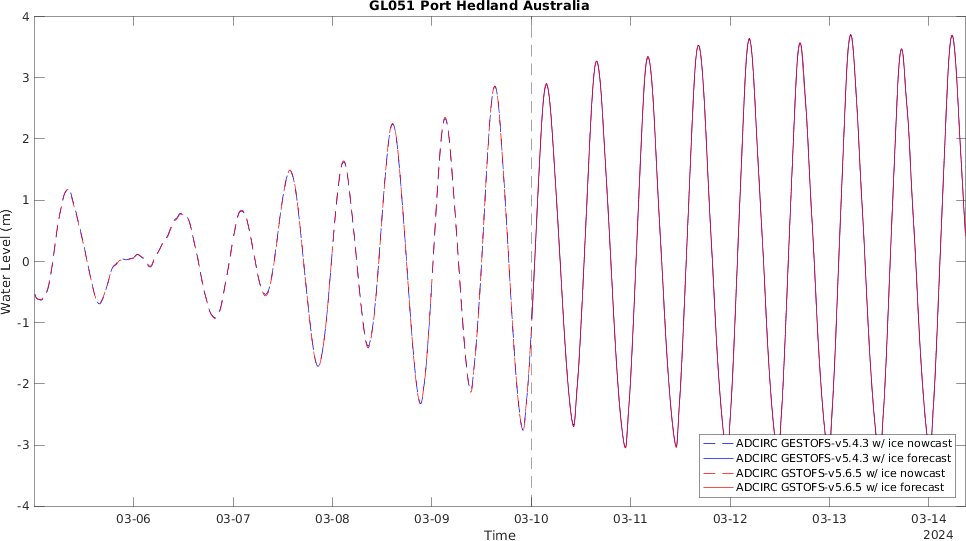 GL051 Port Hedland Australia
4
3
2
1
0
-1
-2
-3
-4
Water Level (m)
03-06 03-07 03-08 03-09 03-10 03-11 03-12 03-13 03-14
2024
Time
ADCIRC GESTOFS-v5.4.3 w/ ice nowcast
ADCIRC GESTOFS-v5.4.3 w/ ice forecast
ADCIRC GSTOFS-v5.6.5 w/ ice nowcast
ADCIRC GSTOFS-v5.6.5 w/ ice forecast